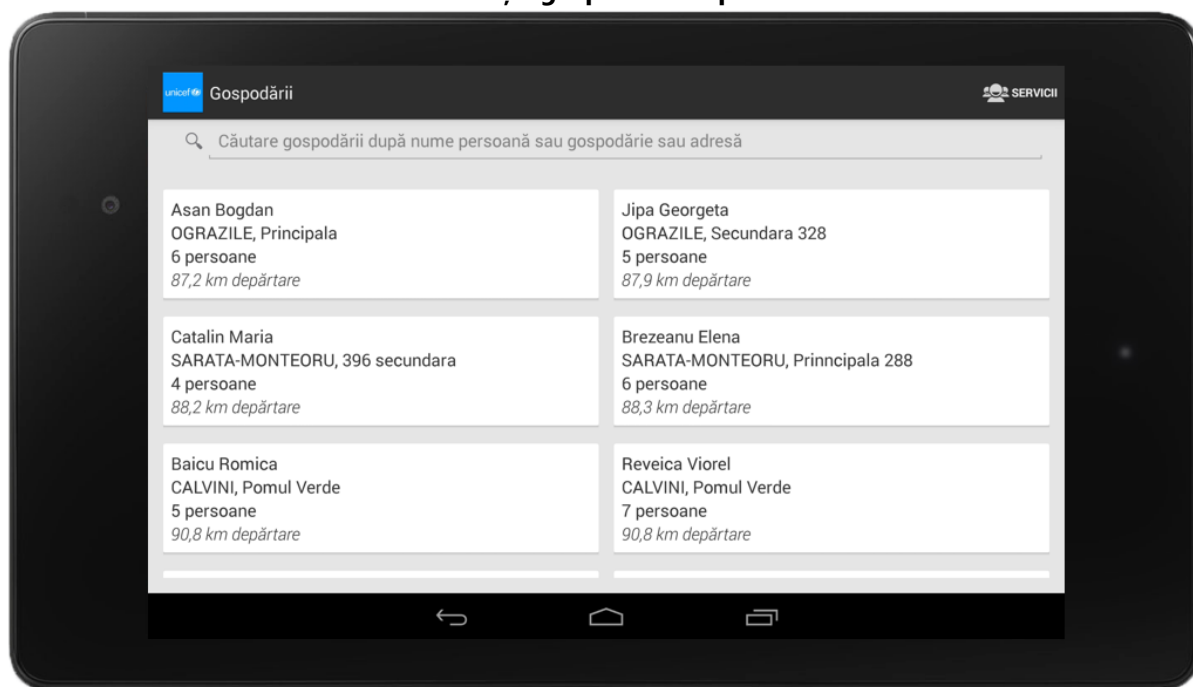 unicef
Gospodării
SERVICII
Căutare gospodării după nume persoană sau gospodărie sau adresă
Asan Bogdan
OGRAZILE, Principala
6 persoane
87,2 km depărtare
Jipa Georgeta
OGRAZILE, Secundara 328
5 persoane
87,9 km depărtare
Catalin Maria
SARATA-MONTEORU, 396 secundara
4 persoane
88,2 km depărtare
Brezeanu Elena
SARATA-MONTEORU, Prinncipala 288
6 persoane
88,3 km depărtare
Baicu Romica
CALVINI, Pomul Verde
5 persoane
90,8 km depărtare
Reveica Viorel
CALVINI, Pomul Verde
7 persoane
90,8 km depărtare